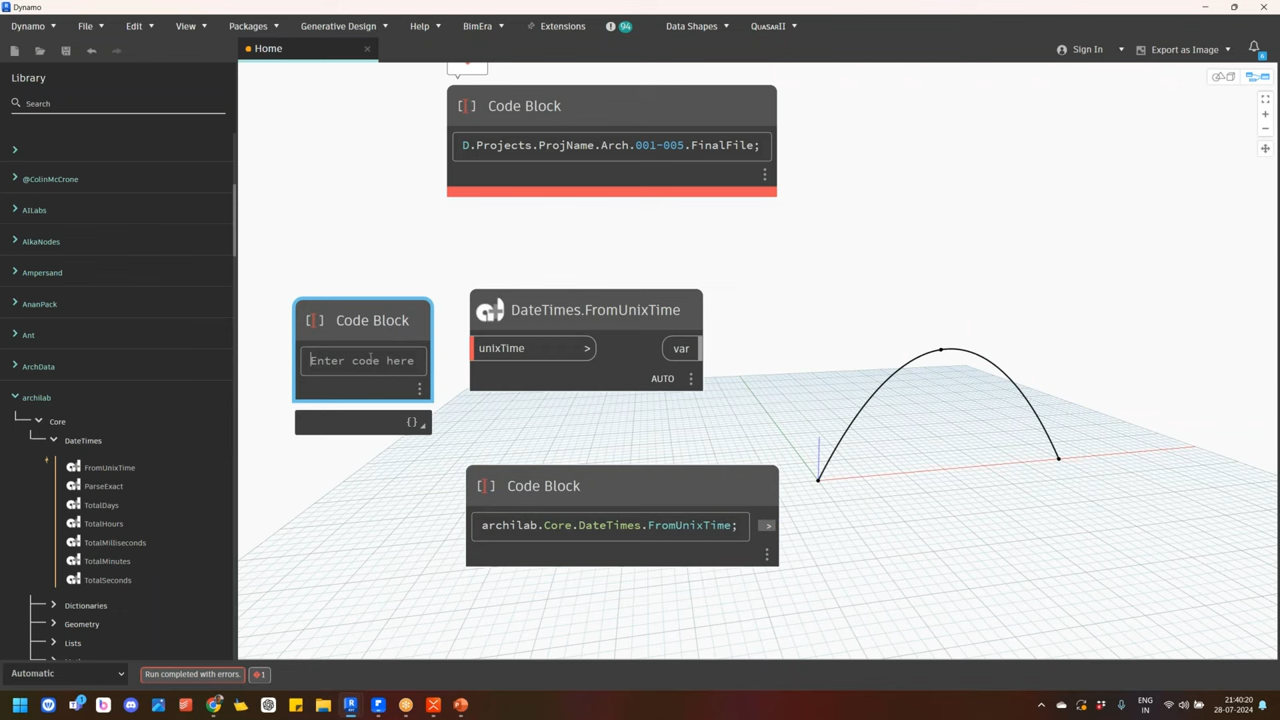 Dynamo
Dynamo File Edit View Packages Generative Design Help BimEra Extensions 94 Data Shapes QuasarII
Home
Sign In Export as Image
6
Library
Search
@ColinMcCrone
AILabs
AlkaNodes
Ampersand
AnanPack
Ant
ArchData
archilab
Core
DateTimes
FromUnixTime
ParseExact
TotalDays
TotalHours
TotalMilliseconds
TotalMinutes
TotalSeconds
Dictionaries
Geometry
Lists
Code Block
D.Projects.ProjName.Arch.001-005.FinalFile;
Code Block
Enter code here
{}
DateTimes.FromUnixTime
unixTime >
var
AUTO
Code Block
archilab.Core.DateTimes.FromUnixTime;
>
Automatic
Run completed with errors.
1
ENG
IN
21:40:20
28-07-2024